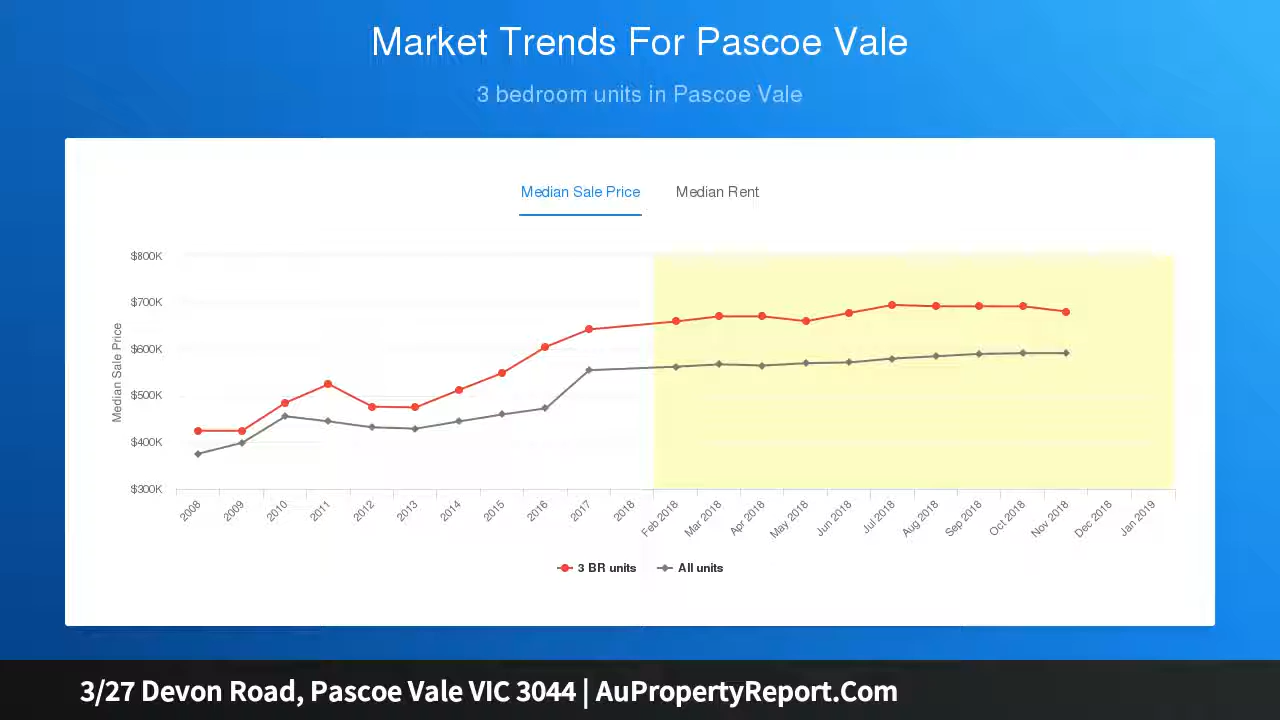 Market Trends For Pascoe Vale
3 bedroom units in Pascoe Vale
Median Sale Price Median Rent
$800K
$700K
$600K
$500K
$400K
$300K
Median Sale Price
2008 2009 2010 2011 2012 2013 2014 2015 2016 2017 2018 Feb 2018 Mar 2018 Apr 2018 May 2018 Jun 2018 Jul 2018 Aug 2018 Sep 2018 Oct 2018 Nov 2018 Dec 2018 Jan 2019
3 BR units All units
3/27 Devon Road, Pascoe Vale VIC 3044 | AuPropertyReport.Com